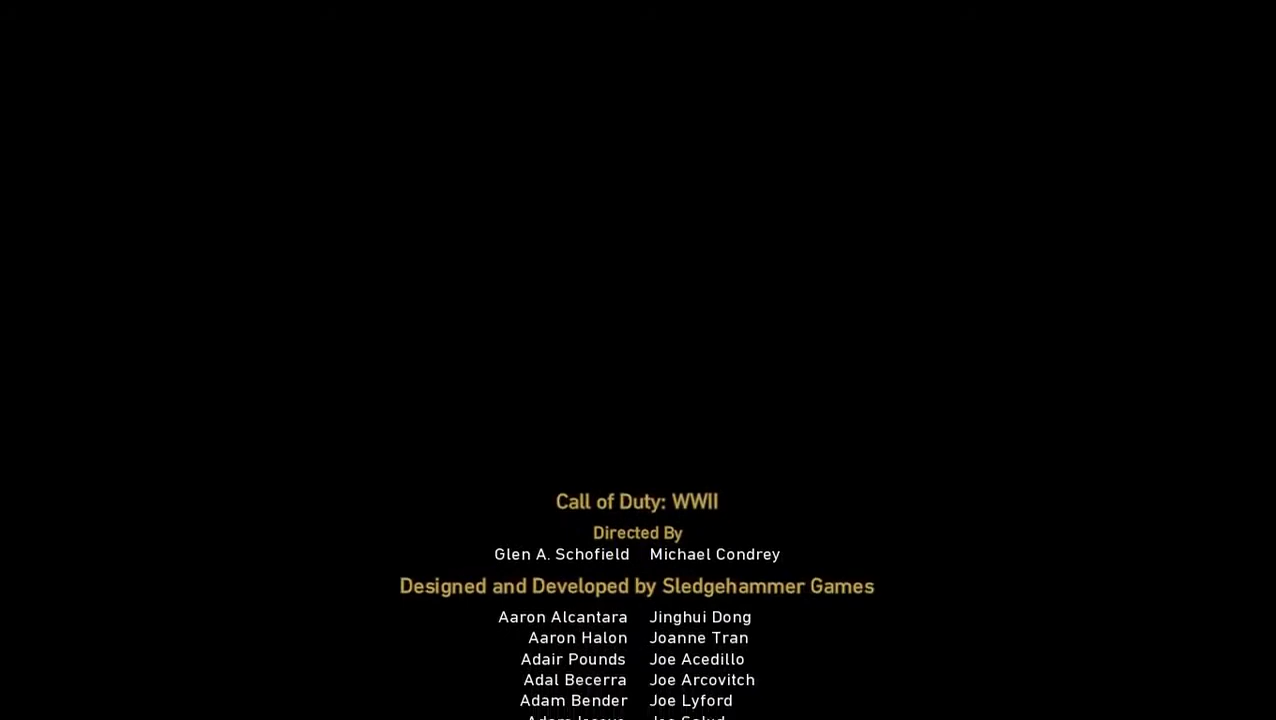 Call of Duty: WWII
Directed By
Glen A. Schofield Michael Condrey
Designed and Developed by Sledgehammer Games
Aaron Alcantara Jinghui Dong
Aaron Halon Joanne Tran
Adair Pounds Joe Acedillo
Adal Becerra Joe Arcovitch
Adam Bender Joe Lyford